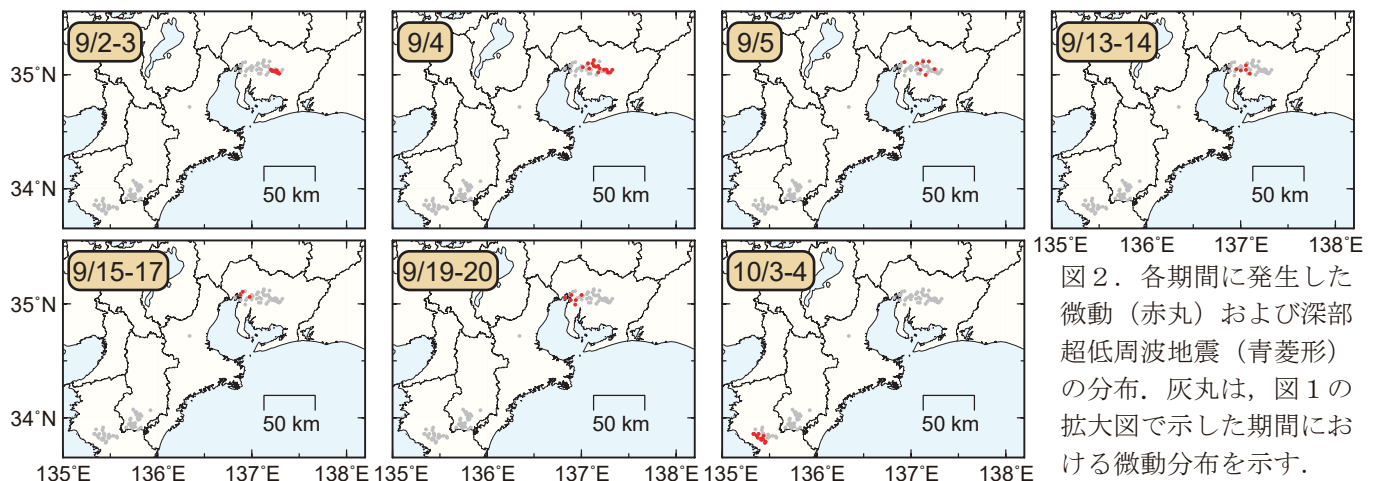 9/2-3
9/4
9/5
9/13-14
35°N
34°N
50 km
50 km
50 km
50 km
135°E 136°E 137°E 138°E
9/15-17
9/19-20
10/3-4
35°N
34°N
50 km
50 km
50 km
135°E 136°E 137°E 138°E
135°E 136°E 137°E 138°E
135°E 136°E 137°E 138°E
図2．各期間に発生した
微動（赤丸）および深部
超低周波地震（青菱形）
の分布．灰丸は，図1の
拡大図で示した期間にお
ける微動分布を示す．